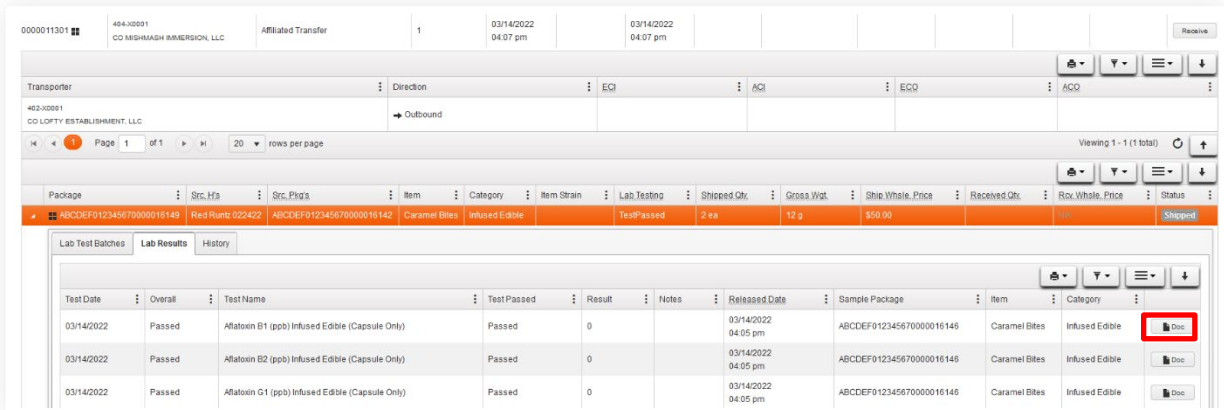 0000011301 404-X0001 CO MISHMASH IMMERSION, LLC Affiliated Transfer 1 03/14/2022 04:07 pm 03/14/2022 04:07 pm Receive
Transporter Direction ECI ACI ECO ACO
402-X0001 CO LOFTY ESTABLISHMENT, LLC Outbound
1 Page 1 of 1 20 rows per page Viewing 1 - 1 (1 total)
Package Src. H's Src. Pkg's Item Category Item Strain Lab Testing Shipped Qty. Gross Wgt. Ship Whsle. Price Received Qty. Rcv. Whsle. Price Status
ABCDEF012345670000016149 Red Runtz 022422 ABCDEF012345670000016142 Caramel Bites Infused Edible TestPassed 2 ea 12 g $50.00 N/A Shipped
Lab Test Batches Lab Results History
Test Date Overall Test Name Test Passed Result Notes Released Date Sample Package Item Category
03/14/2022 Passed Aflatoxin B1 (ppb) Infused Edible (Capsule Only) Passed 0 03/14/2022 04:05 pm ABCDEF012345670000016146 Caramel Bites Infused Edible Doc
03/14/2022 Passed Aflatoxin B2 (ppb) Infused Edible (Capsule Only) Passed 0 03/14/2022 04:05 pm ABCDEF012345670000016146 Caramel Bites Infused Edible Doc
03/14/2022 Passed Aflatoxin G1 (ppb) Infused Edible (Capsule Only) Passed 0 03/14/2022 04:05 pm ABCDEF012345670000016146 Caramel Bites Infused Edible Doc